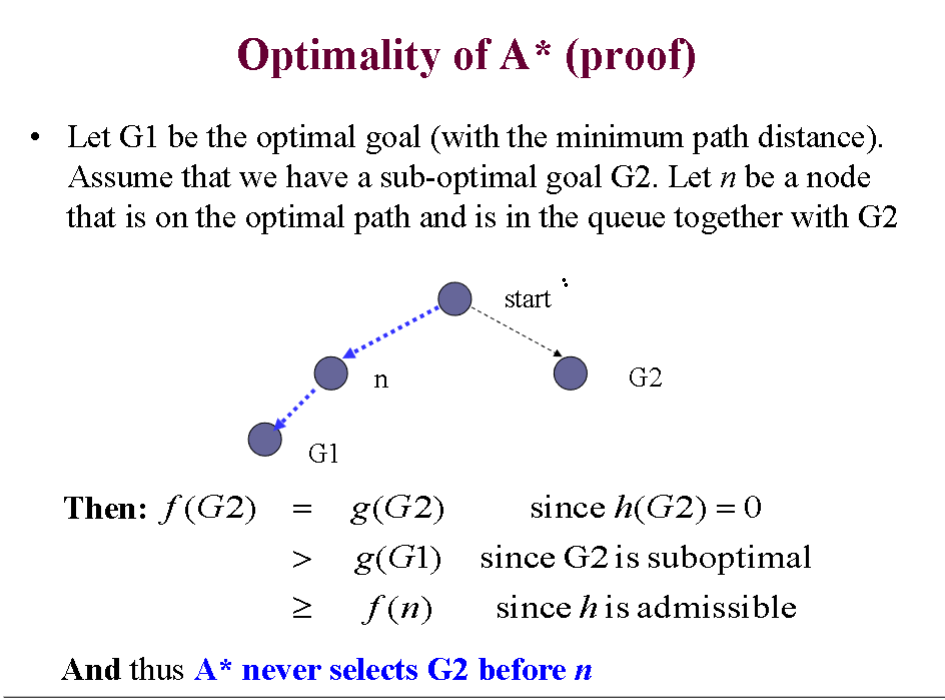 Optimality of A* (proof)
• Let G1 be the optimal goal (with the minimum path distance).
Assume that we have a sub-optimal goal G2. Let n be a node
that is on the optimal path and is in the queue together with G2
start
n
G2
G1
Then: f(G2) = g(G2) since h(G2) = 0
> g(G1) since G2 is suboptimal
≥ f(n) since h is admissible
And thus A* never selects G2 before n